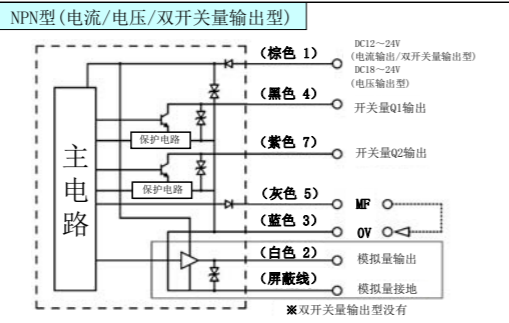 NPN型(电流/电压/双开关量输出型)
(棕色 1)
DC12～24V
(电流输出/双开关量输出型)
DC18～24V
(电压输出型)
(黑色 4)
开关量Q1输出
保护电路
(紫色 7)
开关量Q2输出
保护电路
主电路
(灰色 5)
MF
(蓝色 3)
0V
(白色 2)
模拟量输出
(屏蔽线)
模拟量接地
※双开关量输出型没有